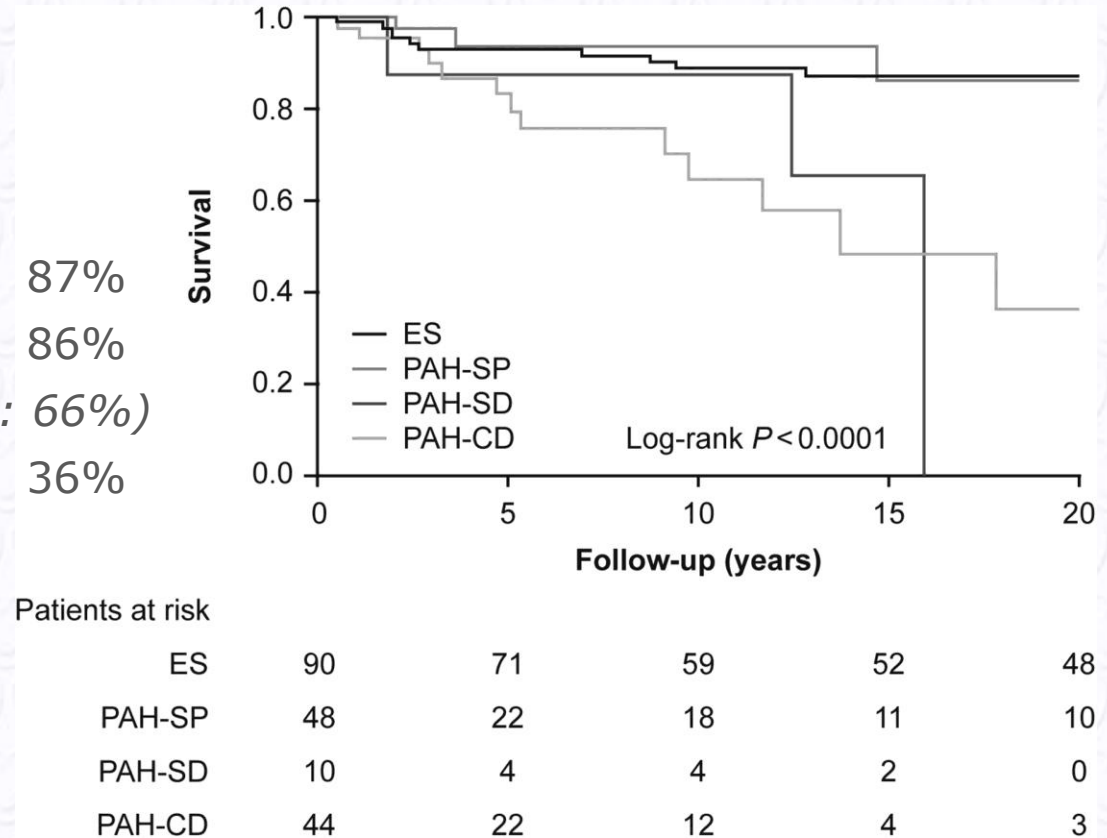 87%
86%
: 66%)
36%
1.0
0.8
0.6
0.4
0.2
0.0
Survival
ES
PAH-SP
PAH-SD
PAH-CD
Log-rank P<0.0001
0 5 10 15 20
Follow-up (years)
Patients at risk
ES 90 71 59 52 48
PAH-SP 48 22 18 11 10
PAH-SD 10 4 4 2 0
PAH-CD 44 22 12 4 3